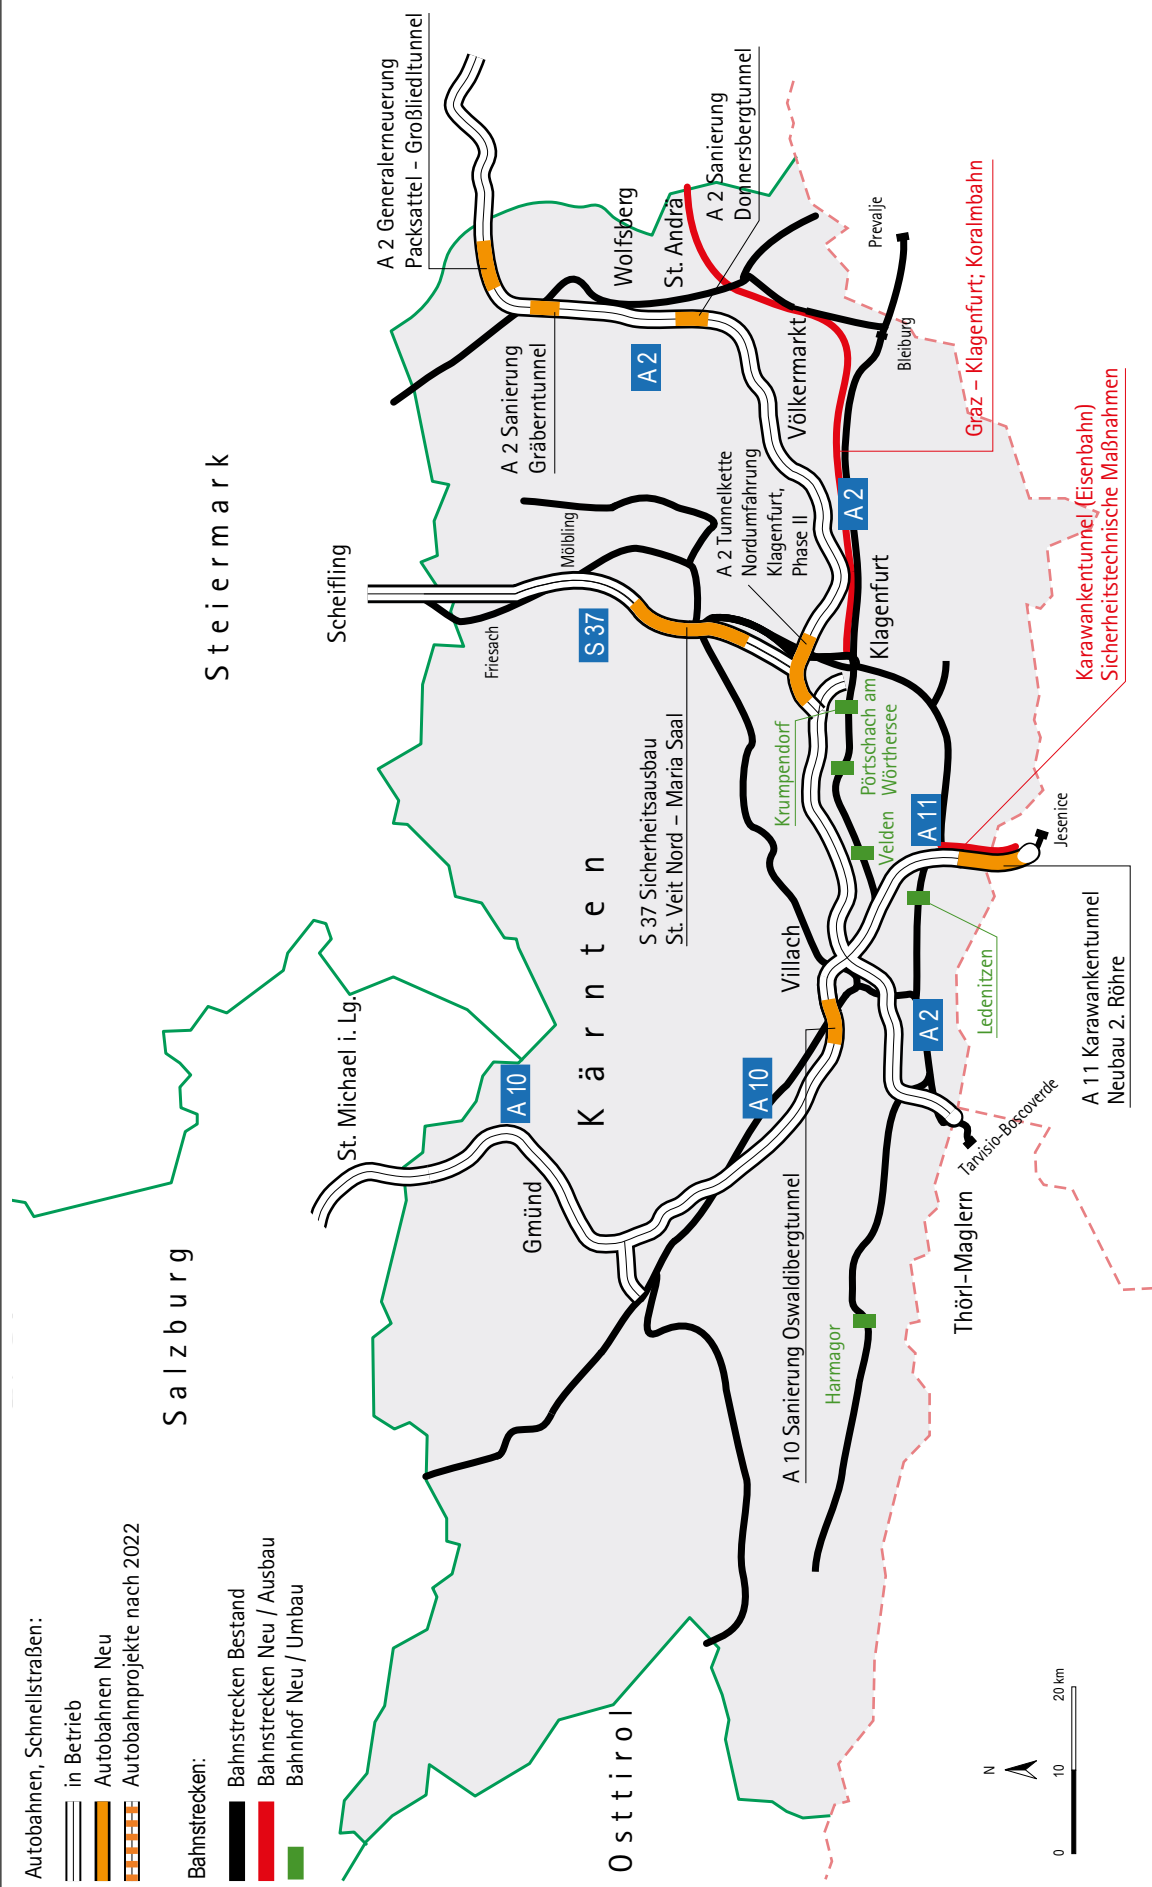 Autobahnen, Schnellstraßen:
in Betrieb
Autobahnen Neu
Autobahnprojekte nach 2022
Bahnstrecken:
Bahnstrecken Bestand
Bahnstrecken Neu / Ausbau
Bahnhof Neu / Umbau
Salzburg
Steiermark
Kärnten
Osttirol
St. Michael i. Lg.
Scheifling
A 2 Generalerneuerung
Packsattel - Großliedltunnel
A 10
Gmünd
Friesach
Mölbling
S 37
A 2 Sanierung
Gräberntunnel
Wolfsberg
St. Andrä
A 2
A 2 Sanierung
Donnersbergtunnel
S 37 Sicherheitsausbau
St. Veit Nord – Maria Saal
A 2 Tunnelkette
Nordumfahrung
Klagenfurt,
Phase II
Völkermarkt
A 10
Villach
Krumpendorf
A 10 Sanierung Oswaldibergtunnel
Harmagor
Pörtschach am
Wörthersee
Velden
Klagenfurt
A 2
Prevalje
Bleiburg
A 2
A 11
Thörl-Maglern
Tarvisio-Boscoverde
Ledenitzen
Graz – Klagenfurt; Koralmbahn
Jesenice
Karawankentunnel (Eisenbahn)
Sicherheitstechnische Maßnahmen
A 11 Karawankentunnel
Neubau 2. Röhre
N
0 10 20 km